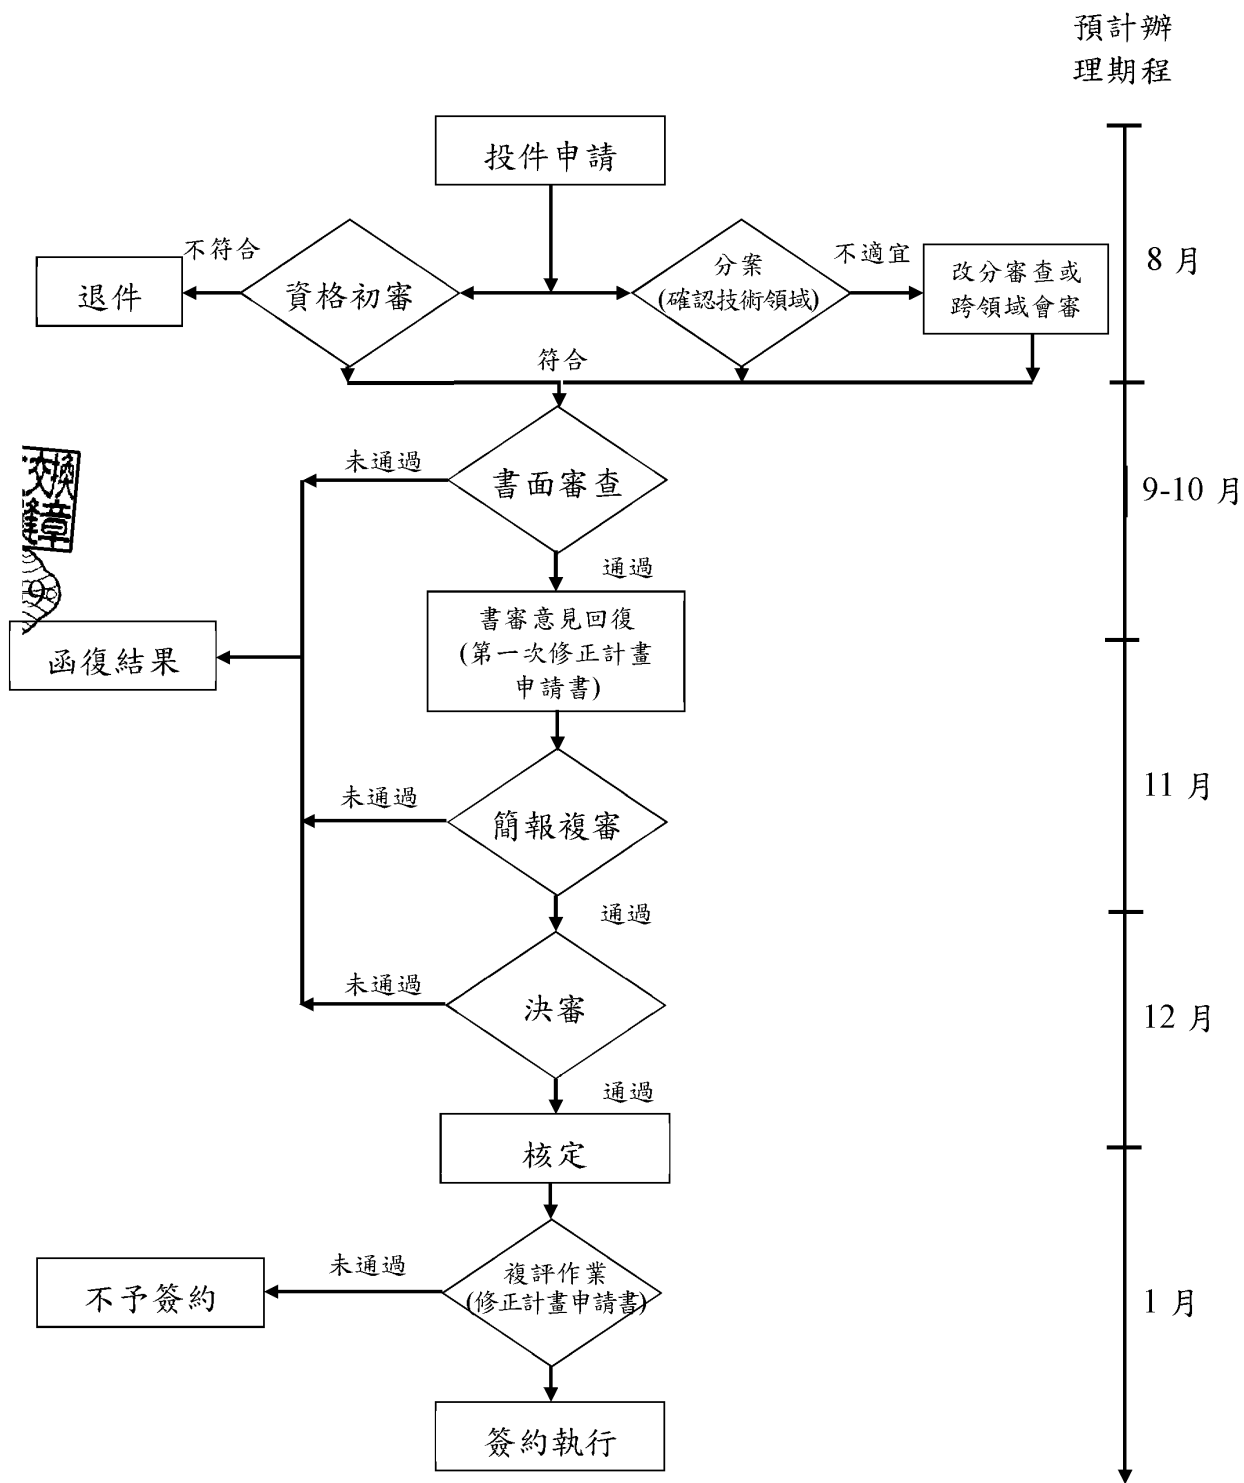 預計辦
理期程
投件申請
8 月
不符合
退件
資格初審
分案
(確認技術領域)
不適宜
改分審查或
跨領域會審
符合
未通過
書面審查
9-10 月
交換
章
通過
書審意見回復
(第一次修正計畫
申請書)
函復結果
未通過
簡報複審
11 月
通過
未通過
決審
12 月
通過
核定
未通過
不予簽約
複評作業
(修正計畫申請書)
1 月
簽約執行